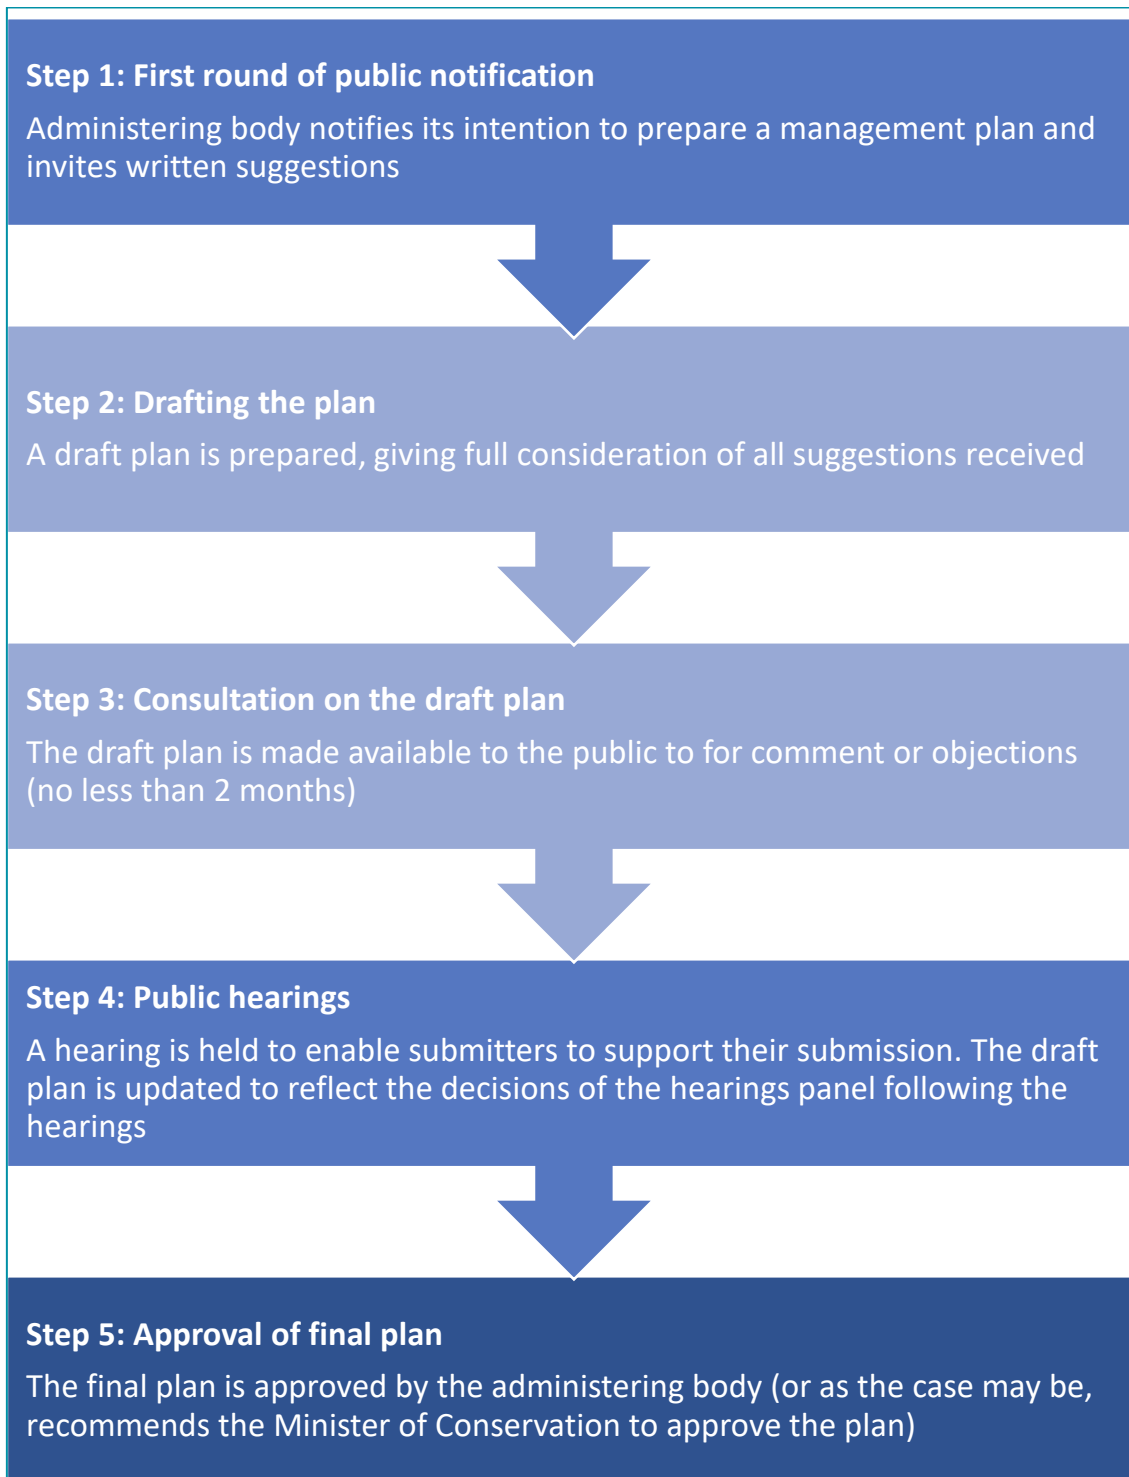 Step 1: First round of public notification
Administering body notifies its intention to prepare a management plan and
invites written suggestions
Step 2: Drafting the plan
A draft plan is prepared, giving full consideration of all suggestions received
Step 3: Consultation on the draft plan
The draft plan is made available to the public to for comment or objections
(no less than 2 months)
Step 4: Public hearings
A hearing is held to enable submitters to support their submission. The draft
plan is updated to reflect the decisions of the hearings panel following the
hearings
Step 5: Approval of final plan
The final plan is approved by the administering body (or as the case may be,
recommends the Minister of Conservation to approve the plan)